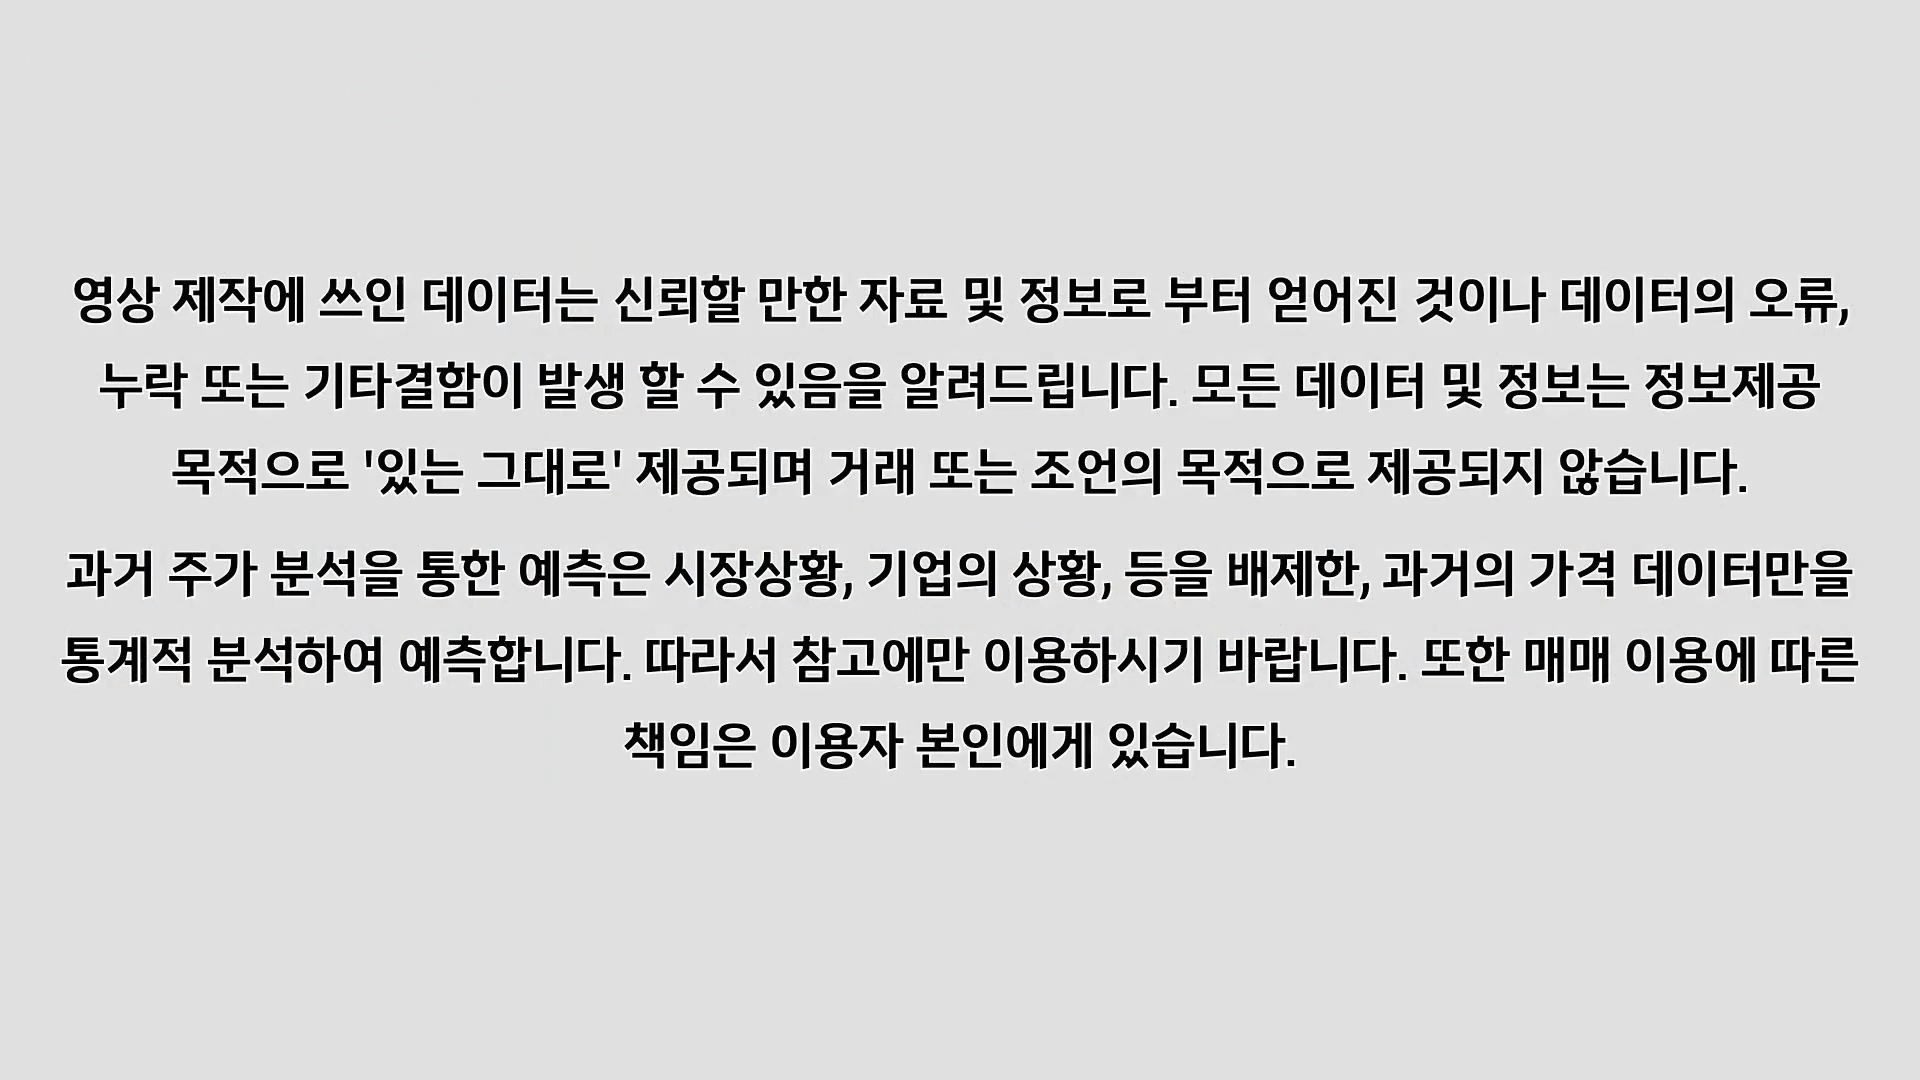 영상 제작에 쓰인 데이터는 신뢰할 만한 자료 및 정보로 부터 얻어진 것이나 데이터의 오류,
누락 또는 기타결함이 발생 할 수 있음을 알려드립니다. 모든 데이터 및 정보는 정보제공
목적으로 '있는 그대로' 제공되며 거래 또는 조언의 목적으로 제공되지 않습니다.
과거 주가 분석을 통한 예측은 시장상황, 기업의 상황, 등을 배제한, 과거의 가격 데이터만을
통계적 분석하여 예측합니다. 따라서 참고에만 이용하시기 바랍니다. 또한 매매 이용에 따른
책임은 이용자 본인에게 있습니다.